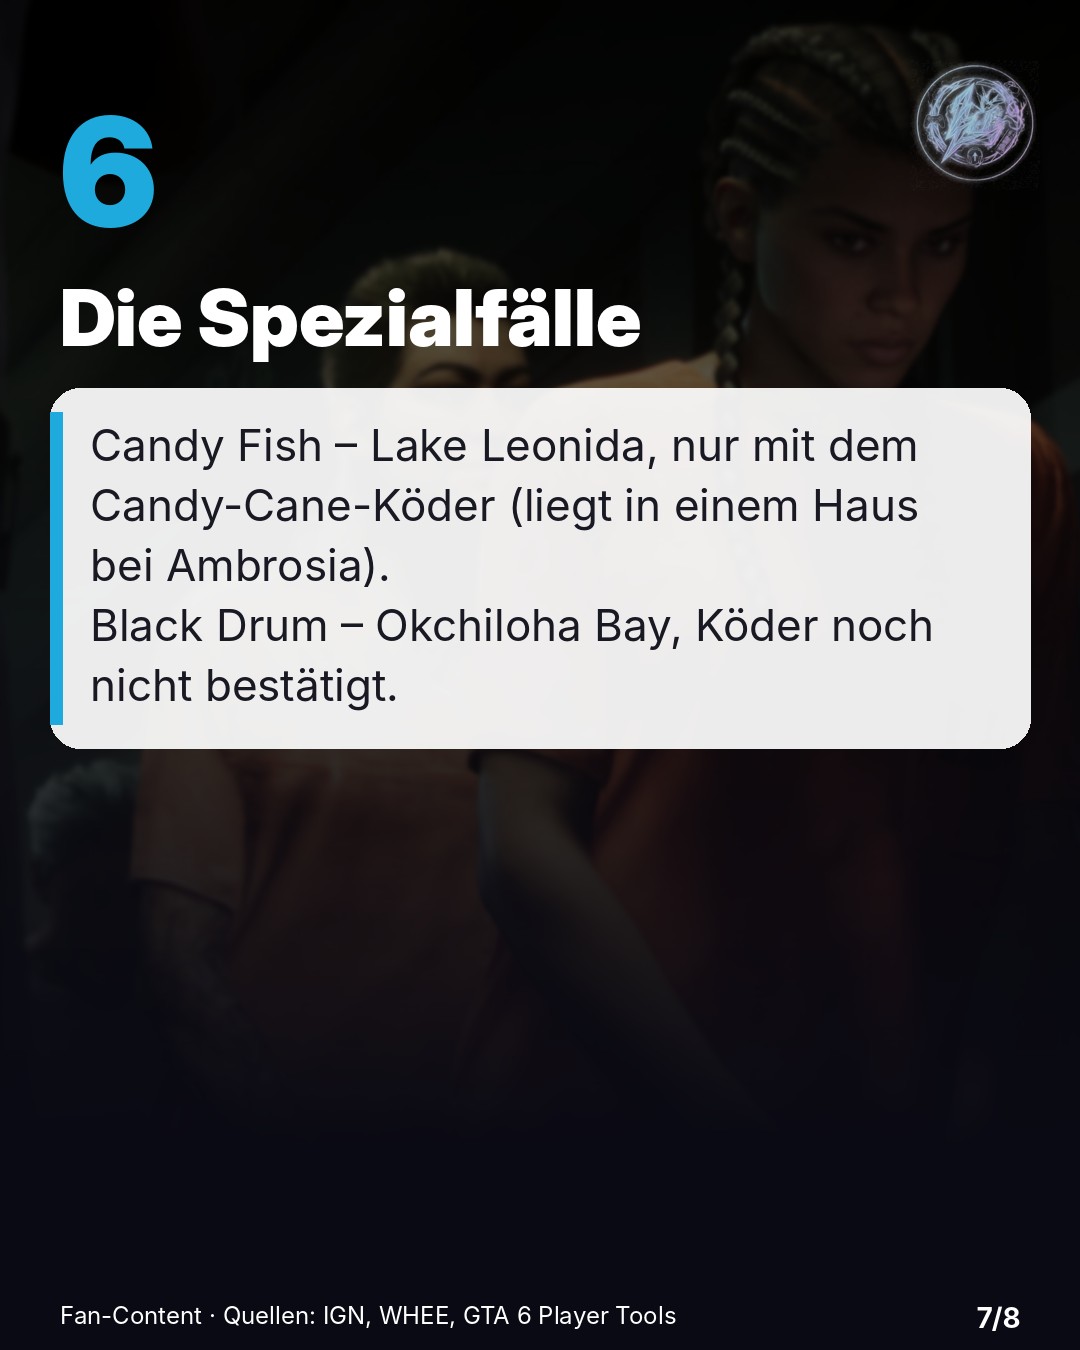 6
Die Spezialfälle
Candy Fish – Lake Leonida, nur mit dem
Candy-Cane-Köder (liegt in einem Haus
bei Ambrosia).
Black Drum – Okchiloha Bay, Köder noch
nicht bestätigt.
Fan-Content · Quellen: IGN, WHEE, GTA 6 Player Tools
7/8